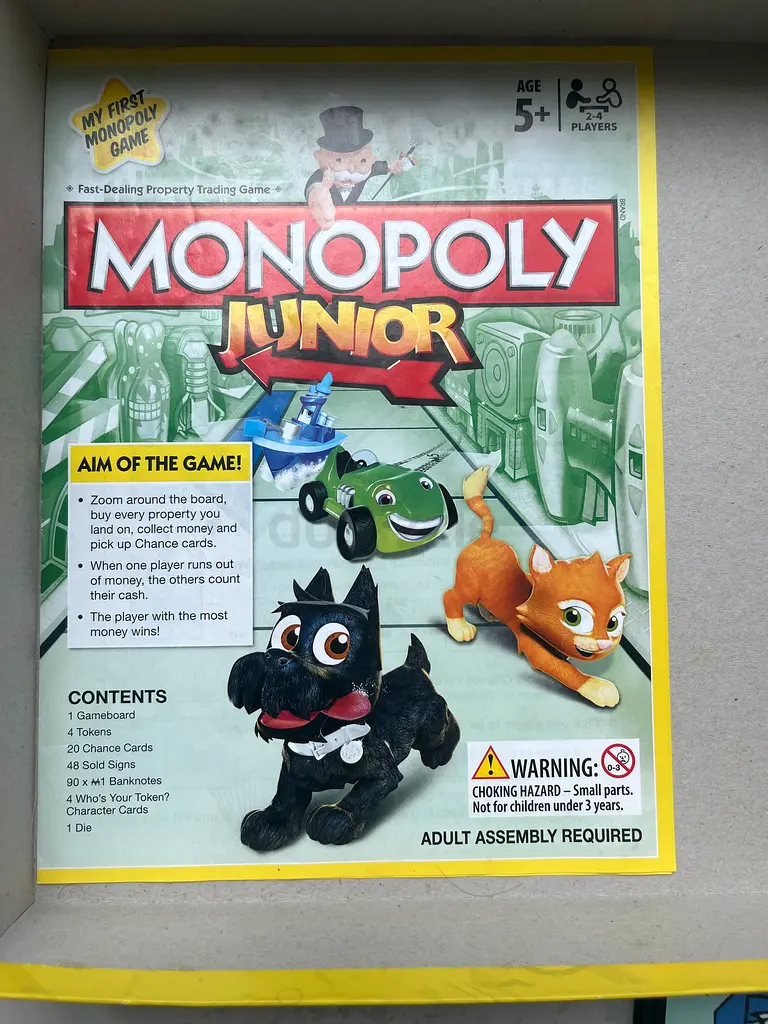 MY FIRST
MONOPOLY
GAME
AGE
5+
2-4
PLAYERS
Fast-Dealing Property Trading Game
BRAND
MONOPOLY
JUNIOR
AIM OF THE GAME!
• Zoom around the board,
buy every property you
land on, collect money and
pick up Chance cards.
• When one player runs out
of money, the others count
their cash.
• The player with the most
money wins!
CONTENTS
1 Gameboard
4 Tokens
20 Chance Cards
48 Sold Signs
90 x M1 Banknotes
4 Who's Your Token?
Character Cards
1 Die
WARNING:
0-3
CHOKING HAZARD – Small parts.
Not for children under 3 years.
ADULT ASSEMBLY REQUIRED